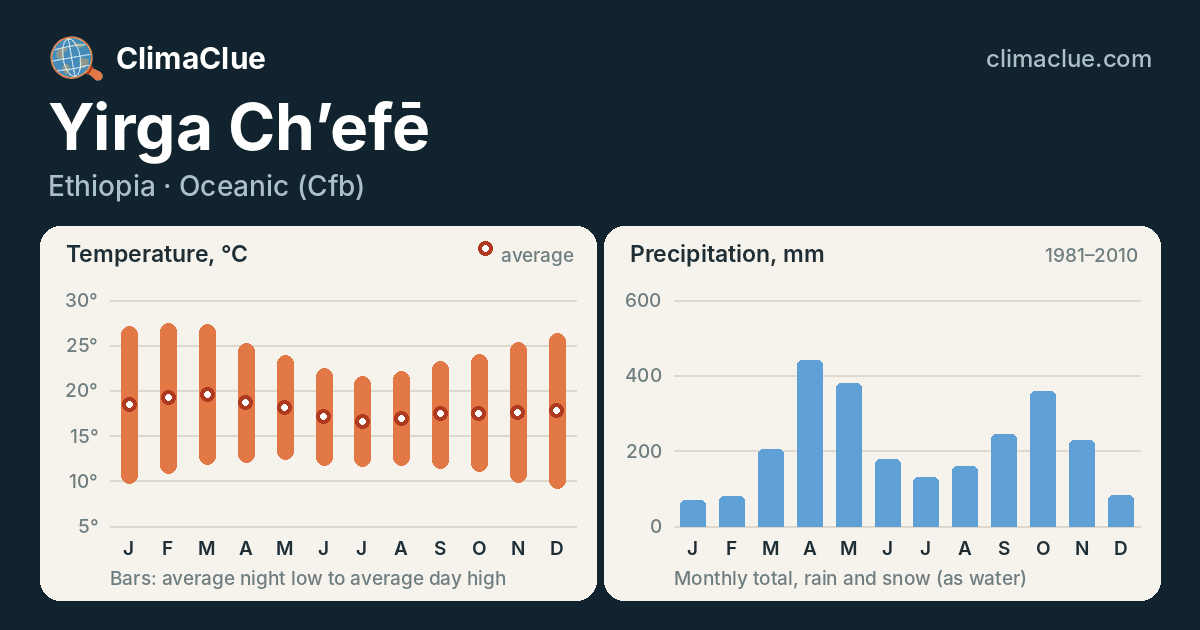 ClimaClue
climaclue.com
Yirga Ch’efē
Ethiopia · Oceanic (Cfb)
Temperature, °C
average
30°
25°
20°
15°
10°
5°
J F M A M J J A S O N D
Bars: average night low to average day high
Precipitation, mm
1981–2010
600
400
200
0
J F M A M J J A S O N D
Monthly total, rain and snow (as water)